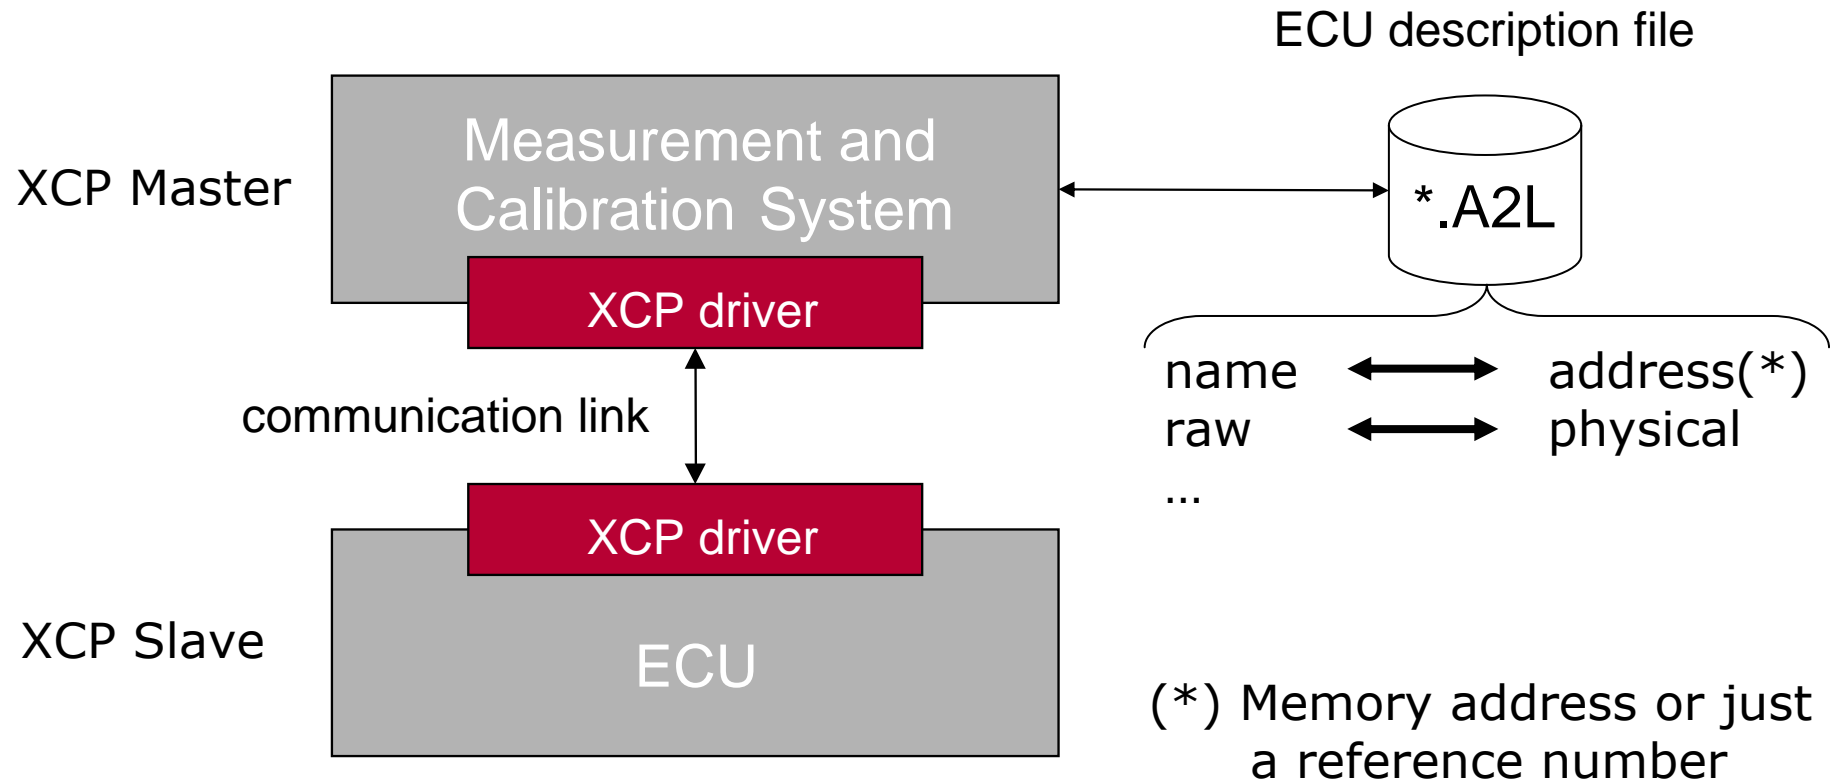 ECU description file
Measurement and
Calibration System
XCP Master
*.A2L
XCP driver
name address(*)
communication link
raw physical
...
XCP driver
XCP Slave
ECU
(*) Memory address or just
a reference number